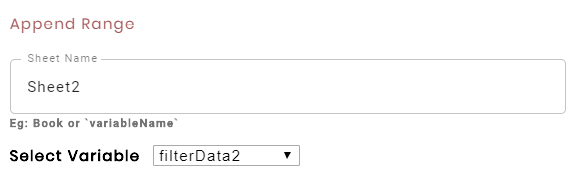 Append Range
Sheet Name
Sheet2
Eg: Book or `variableName`
Select Variable filterData2